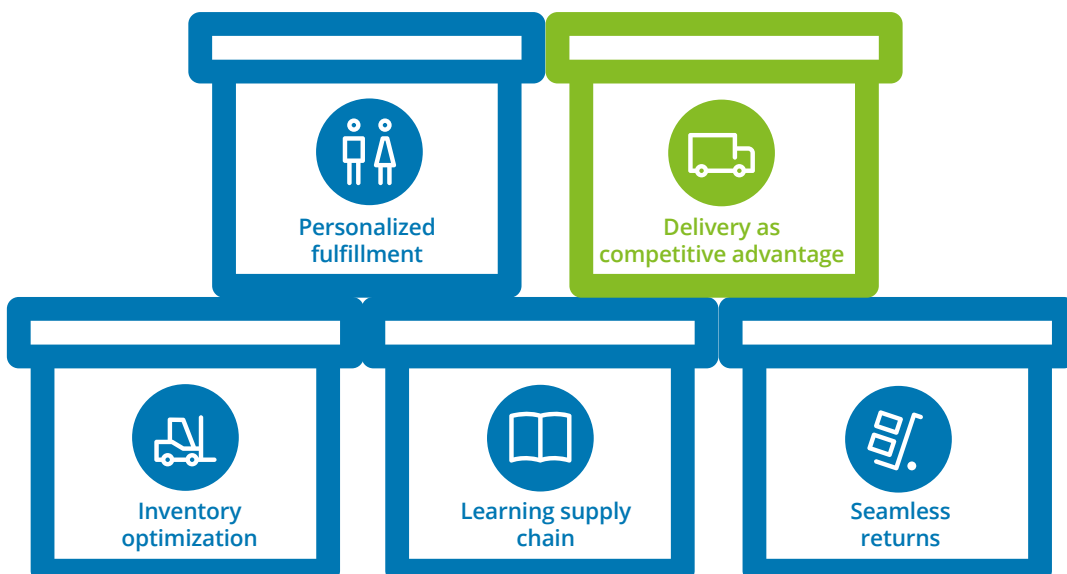 Personalized
fulfillment
Delivery as
competitive advantage
Inventory
optimization
Learning supply
chain
Seamless
returns